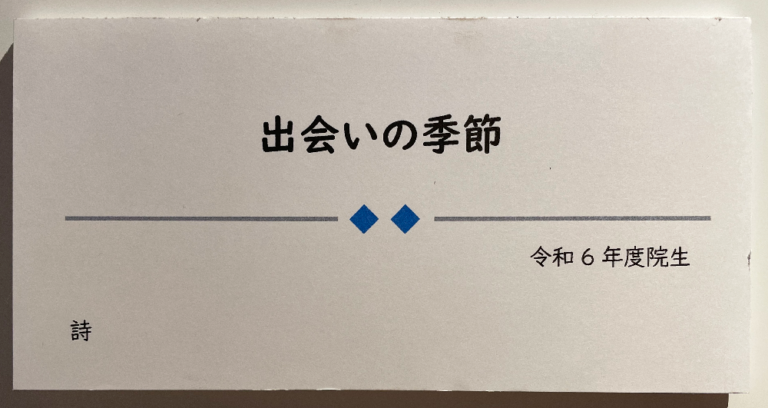 出会いの季節
令和6年度院生
詩